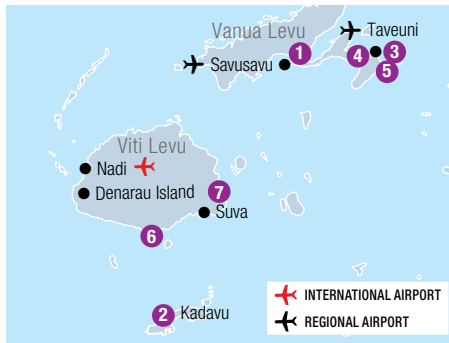 Vanua Levu
Taveuni
1
Savusavu
4
3
5
Viti Levu
Nadi
Denarau Island
7
Suva
6
2
Kadavu
INTERNATIONAL AIRPORT
REGIONAL AIRPORT